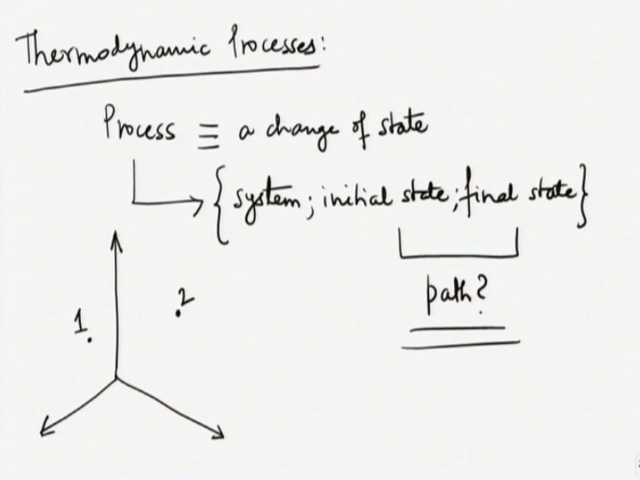 Thermodynamic Processes:
Process ≡ a change of state
{system; initial state; final state}
path?
1
2